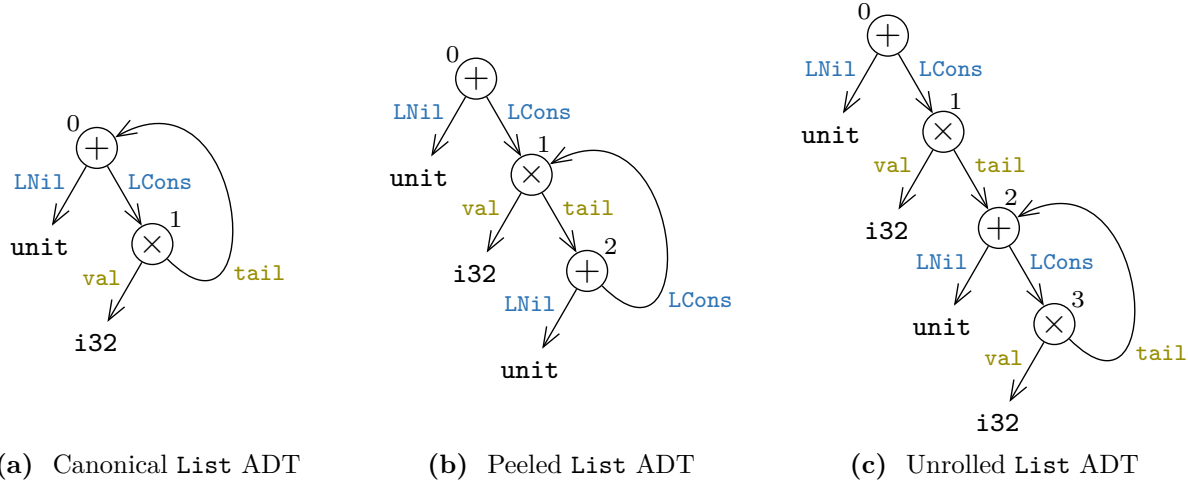 0
+
LNil
LCons
1
unit
×
val
tail
i32
(a) Canonical List ADT
0
+
LNil
LCons
1
unit
×
val
tail
2
i32
+
LNil
LCons
unit
(b) Peeled List ADT
0
+
LNil
LCons
1
unit
×
val
tail
2
i32
+
LNil
LCons
3
unit
×
val
tail
i32
(c) Unrolled List ADT